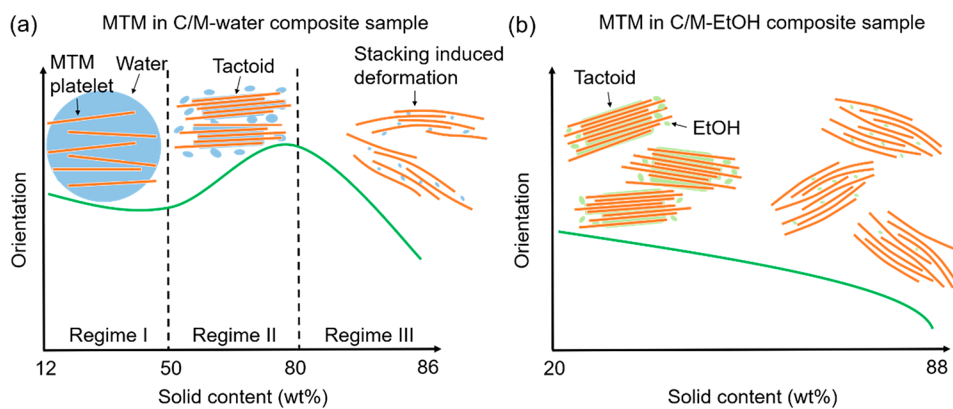 (a)
MTM in C/M-water composite sample
MTM
platelet
Water
Tactoid
Stacking induced
deformation
Orientation
Regime I
Regime II
Regime III
12
50
80
86
Solid content (wt%)
(b)
MTM in C/M-EtOH composite sample
Tactoid
EtOH
Orientation
20
88
Solid content (wt%)